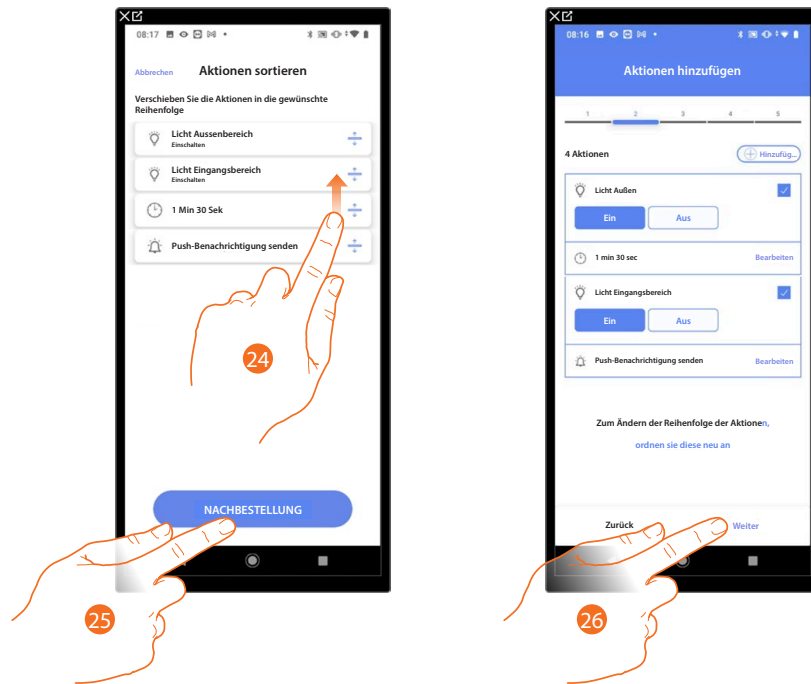 08:17
Abbrechen
Aktionen sortieren
Verschieben Sie die Aktionen in die gewünschte
Reihenfolge
Licht Aussenbereich
Einschalten
Licht Eingangsbereich
Einschalten
1 Min 30 Sek
Push-Benachrichtigung senden
24
NACHBESTELLUNG
25
08:16
Aktionen hinzufügen
1 2 3 4 5
4 Aktionen
Hinzufüg...
Licht Außen
Ein Aus
1 min 30 sec
Bearbeiten
Licht Eingangsbereich
Ein Aus
Push-Benachrichtigung senden
Bearbeiten
Zum Ändern der Reihenfolge der Aktionen,
ordnen sie diese neu an
Zurück
Weiter
26